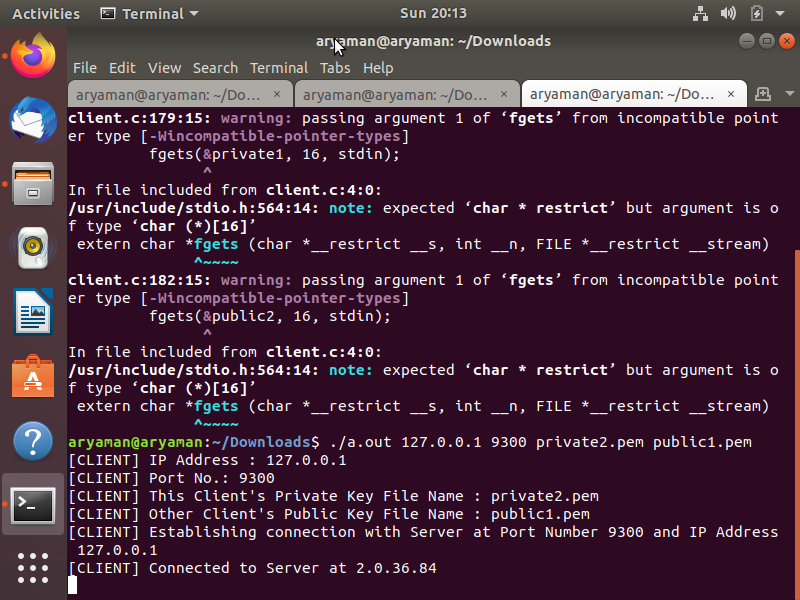 Activities Terminal Sun 20:13
aryaman@aryaman: ~/Downloads
File Edit View Search Terminal Tabs Help
aryaman@aryaman: ~/Do... × aryaman@aryaman: ~/Do... × aryaman@aryaman: ~/Do... ×
client.c:179:15: warning: passing argument 1 of ‘fgets’ from incompatible point
er type [-Wincompatible-pointer-types]
fgets(&private1, 16, stdin);
^
In file included from client.c:4:0:
/usr/include/stdio.h:564:14: note: expected ‘char * restrict’ but argument is o
f type ‘char (*)[16]’
extern char *fgets (char *__restrict __s, int __n, FILE *__restrict __stream)
^~~~~
client.c:182:15: warning: passing argument 1 of ‘fgets’ from incompatible point
er type [-Wincompatible-pointer-types]
fgets(&public2, 16, stdin);
^
In file included from client.c:4:0:
/usr/include/stdio.h:564:14: note: expected ‘char * restrict’ but argument is o
f type ‘char (*)[16]’
extern char *fgets (char *__restrict __s, int __n, FILE *__restrict __stream)
^~~~~
aryaman@aryaman:~/Downloads$ ./a.out 127.0.0.1 9300 private2.pem public1.pem
[CLIENT] IP Address : 127.0.0.1
[CLIENT] Port No.: 9300
[CLIENT] This Client's Private Key File Name : private2.pem
[CLIENT] Other Client's Public Key File Name : public1.pem
[CLIENT] Establishing connection with Server at Port Number 9300 and IP Address
127.0.0.1
[CLIENT] Connected to Server at 2.0.36.84